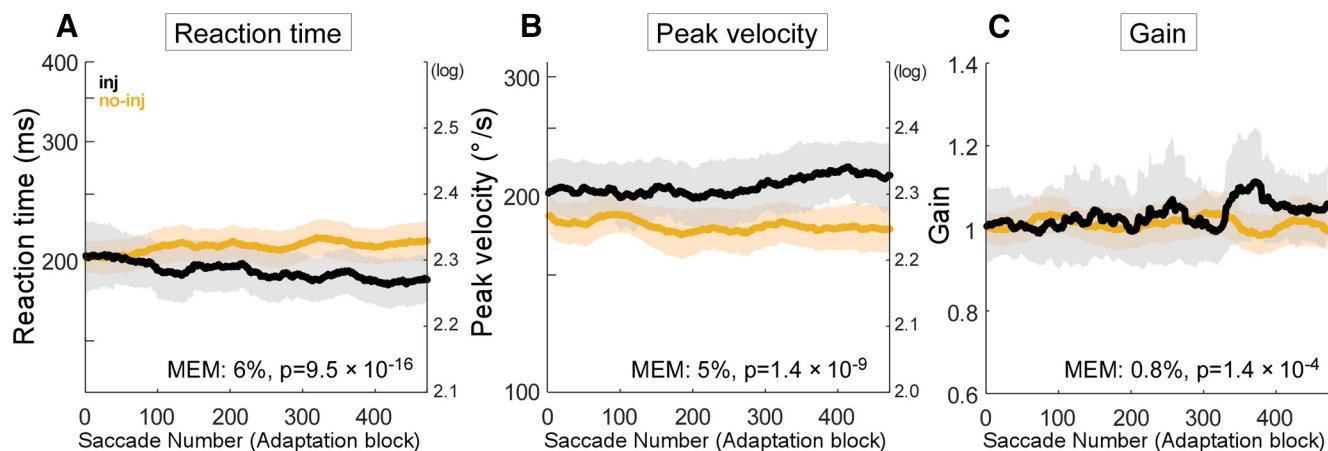 A
Reaction time
Reaction time (ms)
400
300
200
inj
no-inj
(log)
2.5
2.4
2.3
2.2
2.1
MEM: 6%, p=9.5 × 10-16
0 100 200 300 400
Saccade Number (Adaptation block)
B
Peak velocity
Peak velocity (°/s)
300
200
100
(log)
2.4
2.3
2.2
2.1
2.0
MEM: 5%, p=1.4 × 10-9
0 100 200 300 400
Saccade Number (Adaptation block)
C
Gain
Gain
1.4
1.2
1
0.8
0.6
MEM: 0.8%, p=1.4 × 10-4
0 100 200 300 400
Saccade Number (Adaptation block)